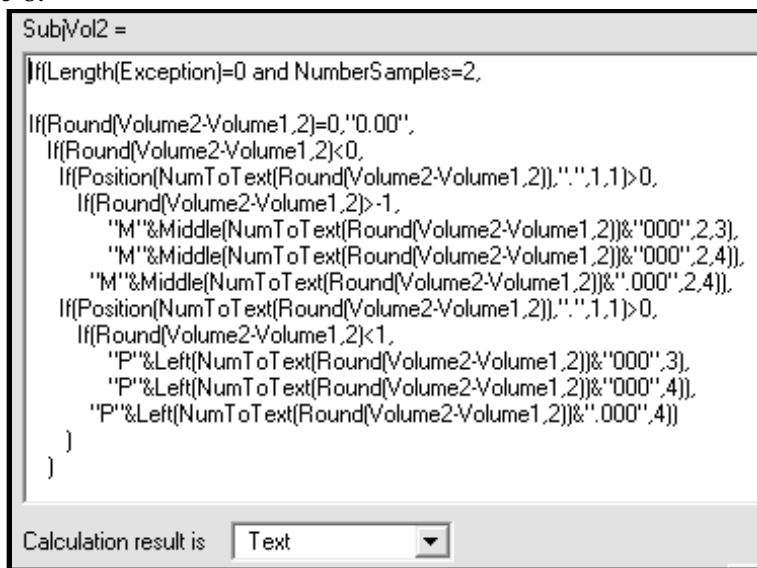 SubjVol2 =
If(Length(Exception)=0 and NumberSamples=2,
If(Round(Volume2-Volume1,2)=0,"0.00",
If(Round(Volume2-Volume1,2)<0,
If(Position(NumToText(Round(Volume2-Volume1,2)),".",1,1)>0,
If(Round(Volume2-Volume1,2)>-1,
"M"&Middle(NumToText(Round(Volume2-Volume1,2))&"000",2,3),
"M"&Middle(NumToText(Round(Volume2-Volume1,2))&"000",2,4)),
"M"&Middle(NumToText(Round(Volume2-Volume1,2))&".000",2,4)),
If(Position(NumToText(Round(Volume2-Volume1,2)),".",1,1)>0,
If(Round(Volume2-Volume1,2)<1,
"P"&Left(NumToText(Round(Volume2-Volume1,2))&"000",3),
"P"&Left(NumToText(Round(Volume2-Volume1,2))&"000",4)),
"P"&Left(NumToText(Round(Volume2-Volume1,2))&".000",4))
)
)
Calculation result is Text